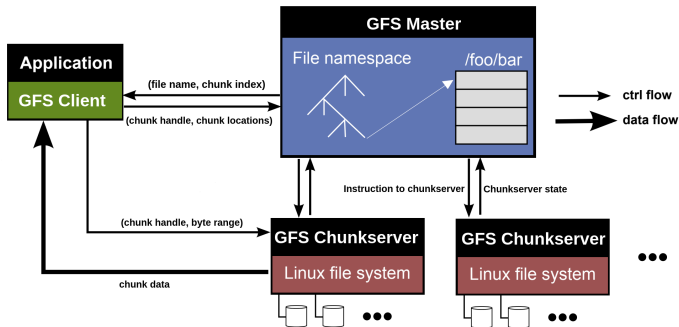 GFS Master
Application
GFS Client
File namespace
/foo/bar
(file name, chunk index)
(chunk handle, chunk locations)
ctrl flow
data flow
Instruction to chunkserver
Chunkserver state
(chunk handle, byte range)
GFS Chunkserver
Linux file system
GFS Chunkserver
Linux file system
chunk data